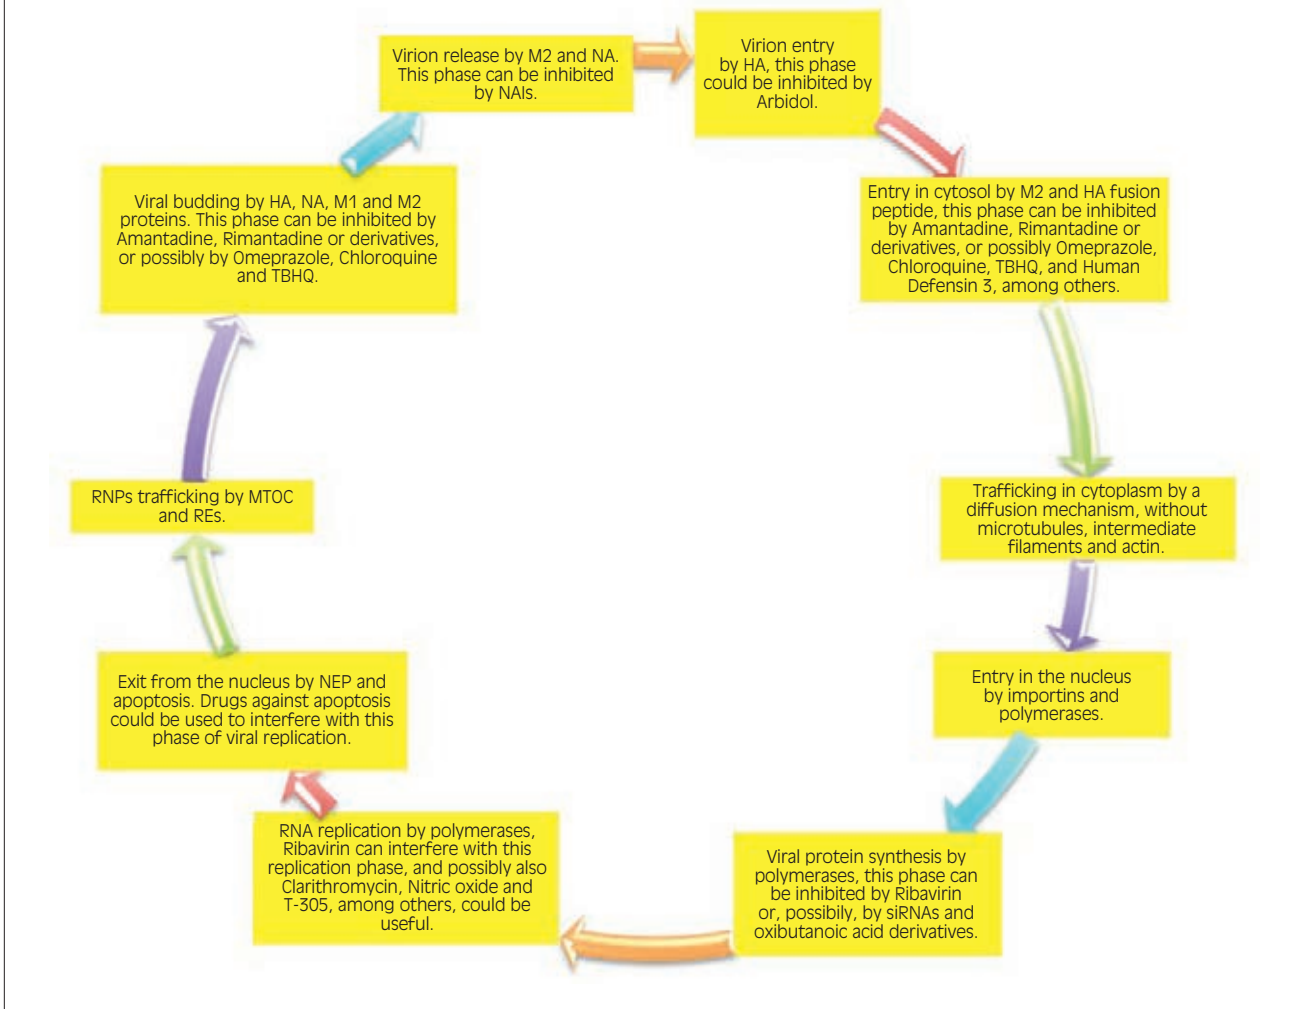 Virion release by M2 and NA.
This phase can be inhibited
by NAIs.
Virion entry
by HA, this phase
could be inhibited by
Arbidol.
Entry in cytosol by M2 and HA fusion
peptide, this phase can be inhibited
by Amantadine, Rimantadine or
derivatives, or possibly Omeprazole,
Chloroquine, TBHQ, and Human
Defensin 3, among others.
Trafficking in cytoplasm by a
diffusion mechanism, without
microtubules, intermediate
filaments and actin.
Entry in the nucleus
by importins and
polymerases.
Viral protein synthesis by
polymerases, this phase can
be inhibited by Ribavirin
or, possibily, by siRNAs and
oxibutanoic acid derivatives.
RNA replication by polymerases,
Ribavirin can interfere with this
replication phase, and possibly also
Clarithromycin, Nitric oxide and
T-305, among others, could be
useful.
Exit from the nucleus by NEP and
apoptosis. Drugs against apoptosis
could be used to interfere with this
phase of viral replication.
RNPs trafficking by MTOC
and REs.
Viral budding by HA, NA, M1 and M2
proteins. This phase can be inhibited by
Amantadine, Rimantadine or derivatives,
or possibly by Omeprazole, Chloroquine
and TBHQ.